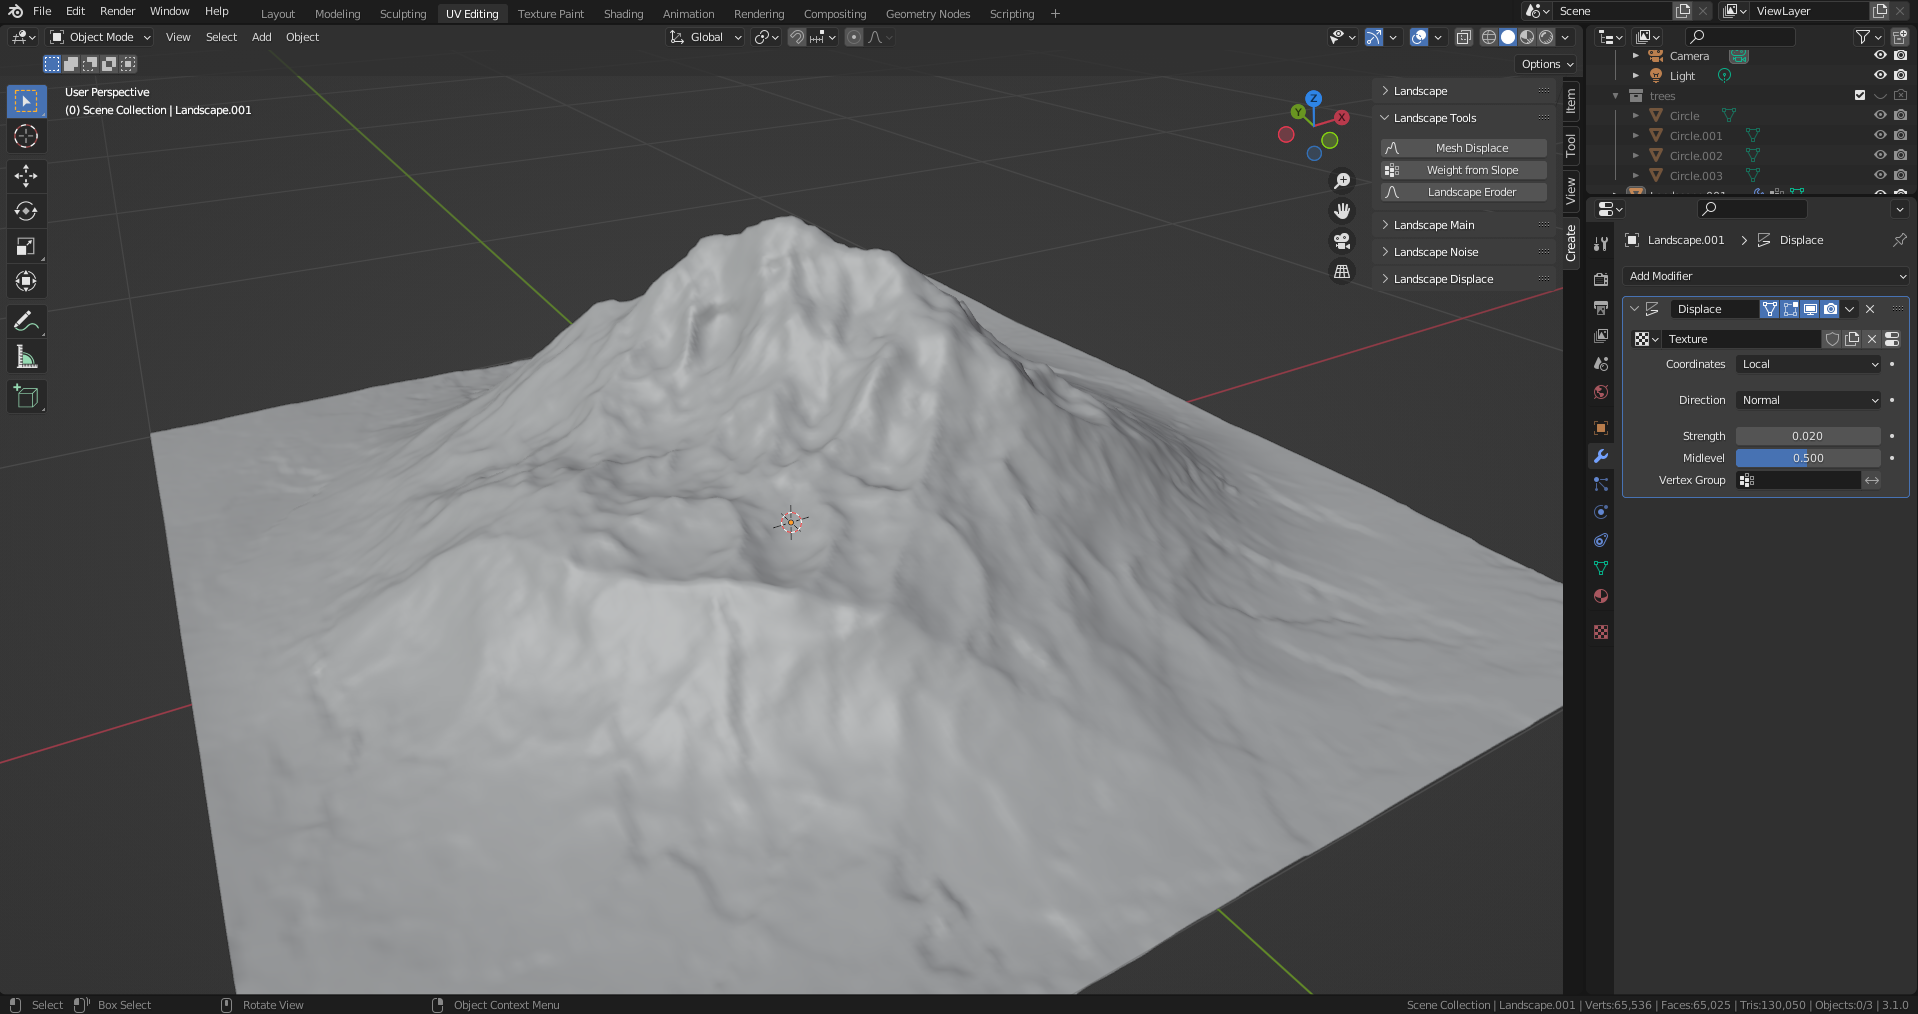 File Edit Render Window Help Layout Modeling Sculpting UV Editing Texture Paint Shading Animation Rendering Compositing Geometry Nodes Scripting + Scene ViewLayer
Object Mode View Select Add Object Global
Options
User Perspective
(0) Scene Collection | Landscape.001
Z
Y
X
Landscape
Landscape Tools
Mesh Displace
Weight from Slope
Landscape Eroder
Landscape Main
Landscape Noise
Landscape Displace
Item
Tool
View
Create
Camera
Light
trees
Circle
Circle.001
Circle.002
Circle.003
Landscape.001 > Displace
Add Modifier
Displace
Texture
Coordinates Local
Direction Normal
Strength 0.020
Midlevel 0.500
Vertex Group
Select Box Select Rotate View Object Context Menu
Scene Collection | Landscape.001 | Verts:65,536 | Faces:65,025 | Tris:130,050 | Objects:0/3 | 3.1.0